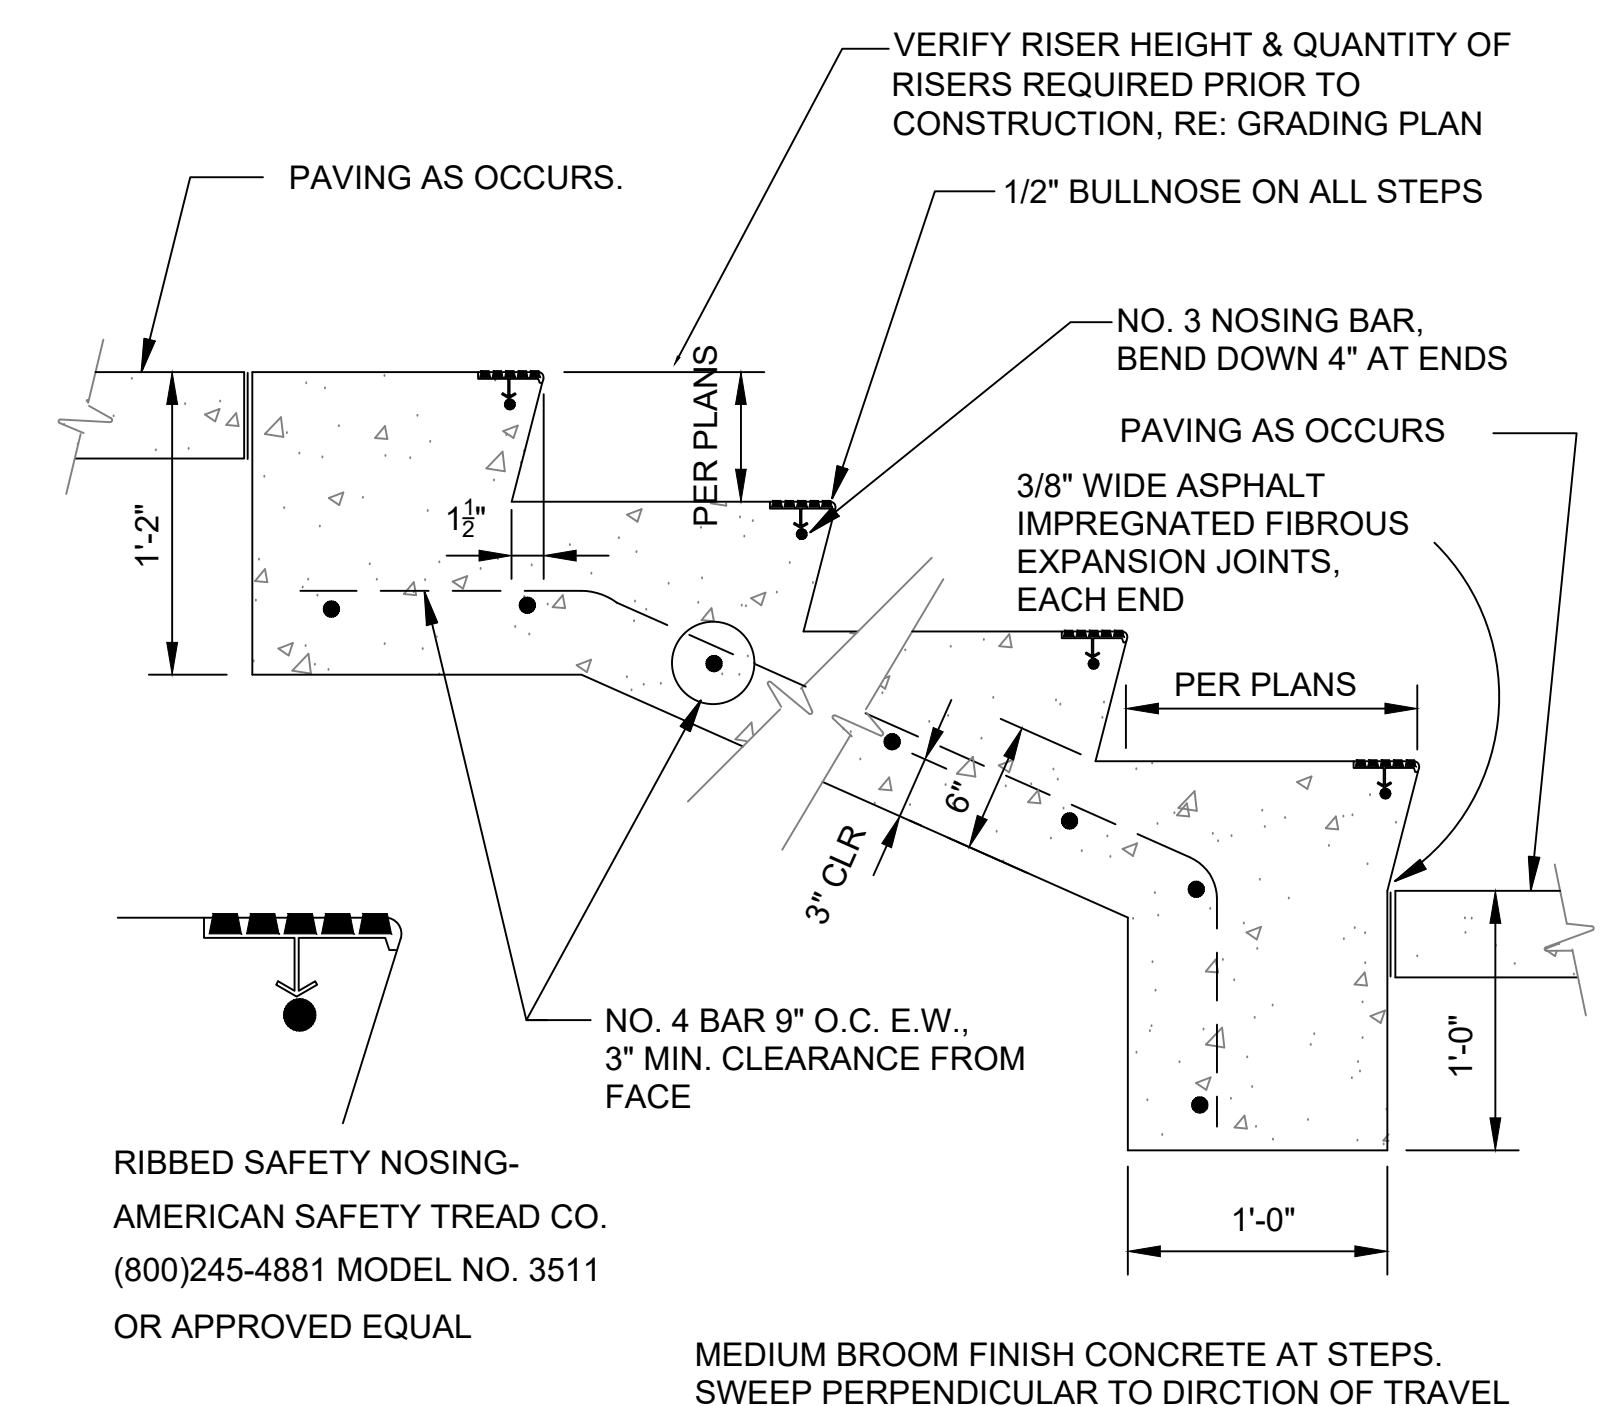 VERIFY RISER HEIGHT & QUANTITY OF
RISERS REQUIRED PRIOR TO
CONSTRUCTION, RE: GRADING PLAN
PAVING AS OCCURS.
1/2" BULLNOSE ON ALL STEPS
NO. 3 NOSING BAR,
BEND DOWN 4" AT ENDS
PER PLANS
PAVING AS OCCURS
3/8" WIDE ASPHALT
IMPREGNATED FIBROUS
EXPANSION JOINTS,
EACH END
1'-2"
1½"
PER PLANS
6"
3" CLR
NO. 4 BAR 9" O.C. E.W.,
3" MIN. CLEARANCE FROM
FACE
1'-0"
1'-0"
RIBBED SAFETY NOSING-
AMERICAN SAFETY TREAD CO.
(800)245-4881 MODEL NO. 3511
OR APPROVED EQUAL
MEDIUM BROOM FINISH CONCRETE AT STEPS.
SWEEP PERPENDICULAR TO DIRCTION OF TRAVEL